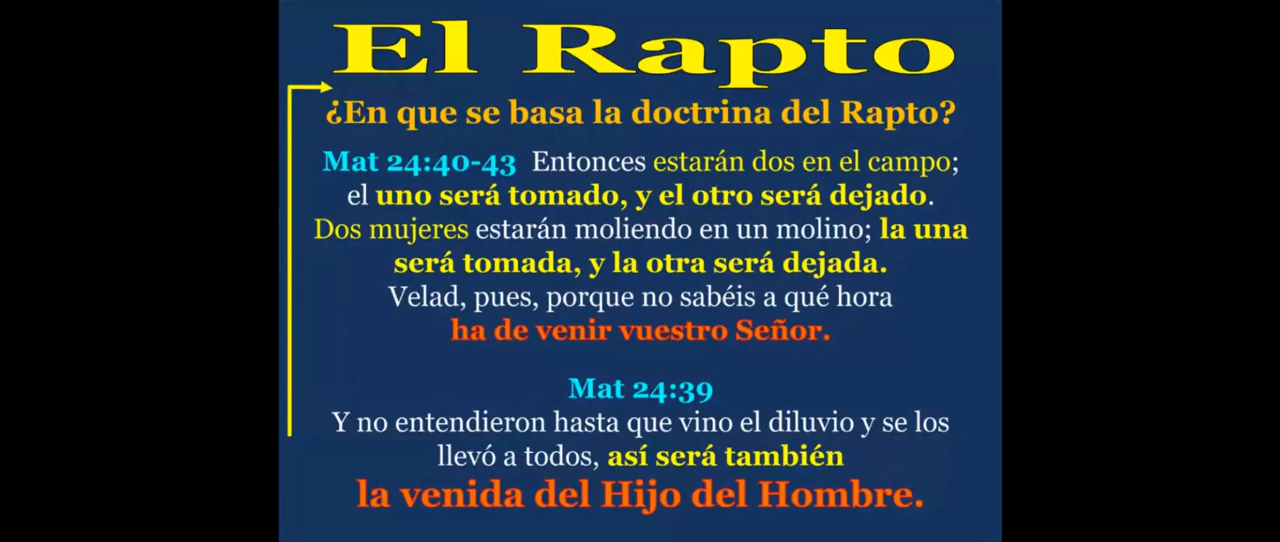 El Rapto
¿En que se basa la doctrina del Rapto?
Mat 24:40-43 Entonces estarán dos en el campo;
el uno será tomado, y el otro será dejado.
Dos mujeres estarán moliendo en un molino; la una
será tomada, y la otra será dejada.
Velad, pues, porque no sabéis a qué hora
ha de venir vuestro Señor.
Mat 24:39
Y no entendieron hasta que vino el diluvio y se los
llevó a todos, así será también
la venida del Hijo del Hombre.